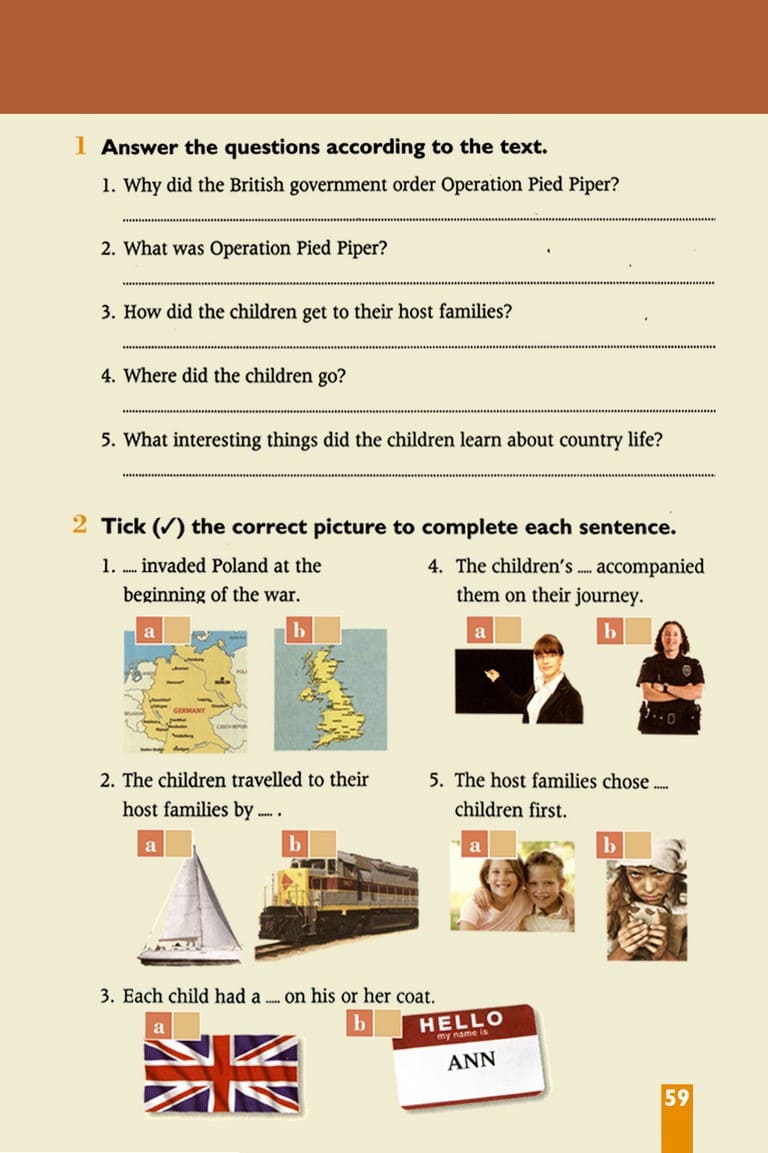 1 Answer the questions according to the text.
1. Why did the British government order Operation Pied Piper?
2. What was Operation Pied Piper?
3. How did the children get to their host families?
4. Where did the children go?
5. What interesting things did the children learn about country life?
2 Tick (✓) the correct picture to complete each sentence.
1. ..... invaded Poland at the
beginning of the war.
a
b
GERMANY
BERLIN
2. The children travelled to their
host families by ..... .
a
b
3. Each child had a ..... on his or her coat.
a
b
HELLO
my name is
ANN
4. The children's ..... accompanied
them on their journey.
a
b
5. The host families chose .....
children first.
a
b
59